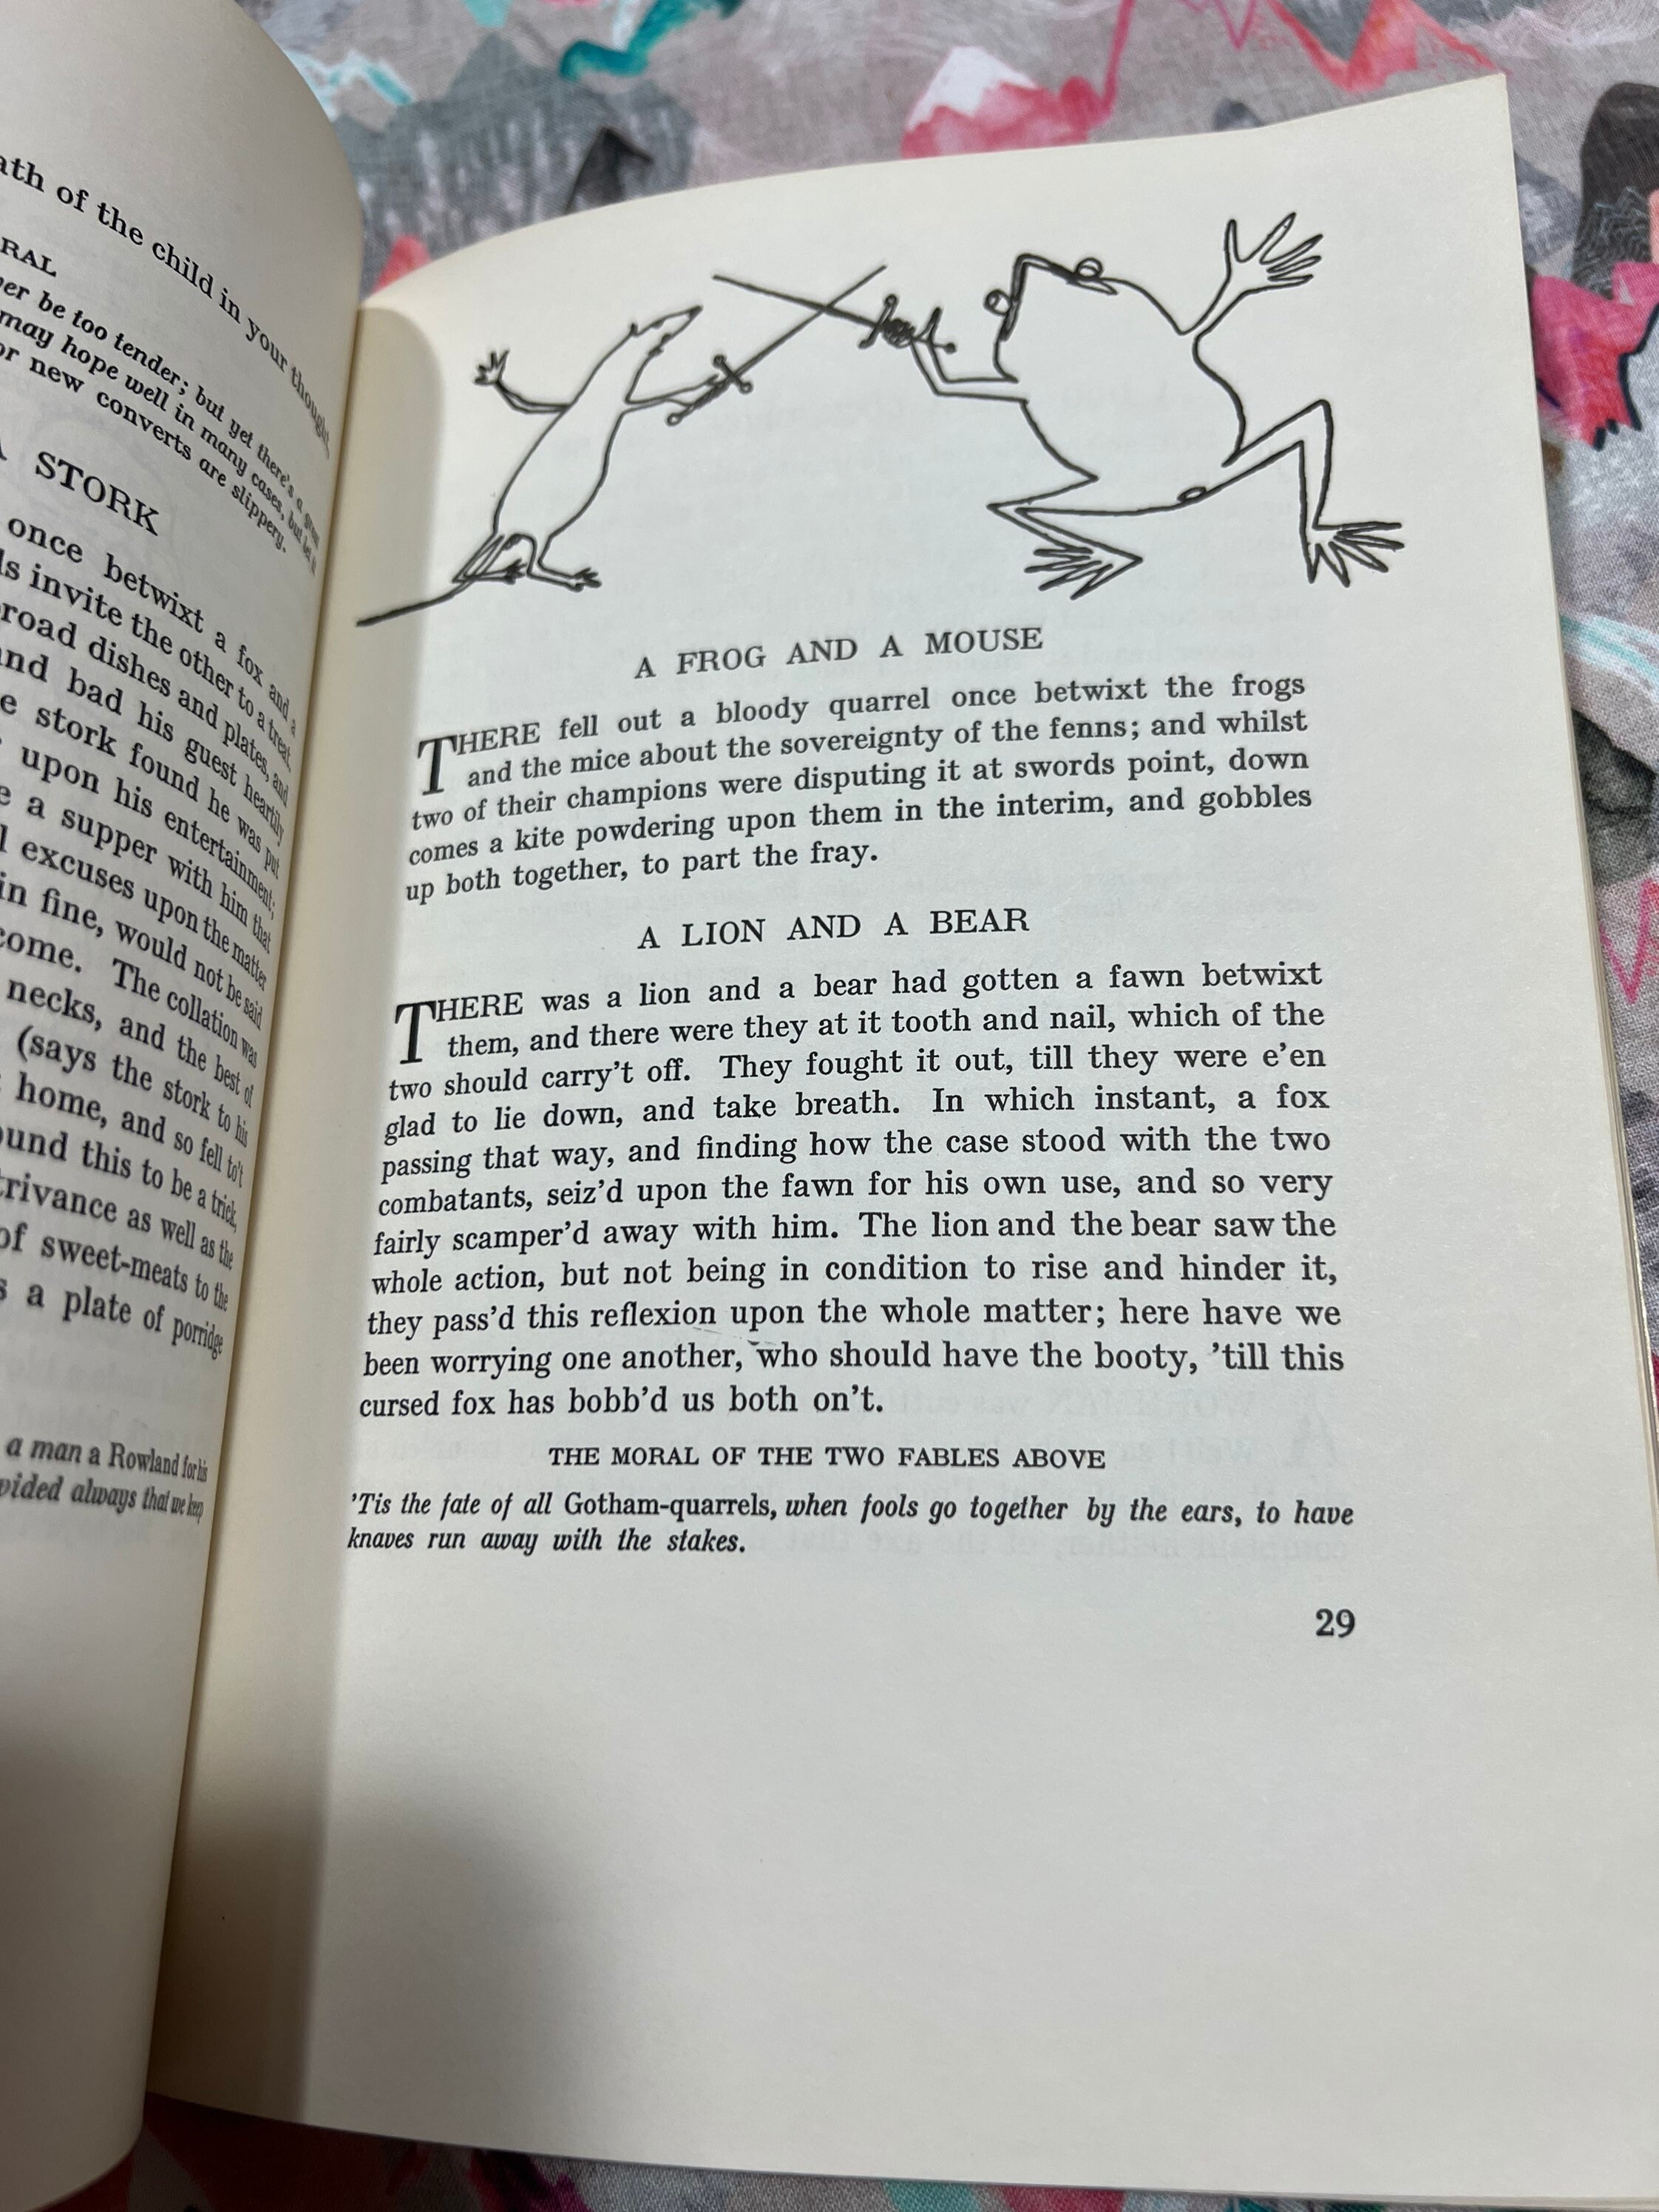 ath of the child in your thought,
RAL
er be too tender; but yet there's a
may hope well in many cases, but let it
or new converts are slippery.
A STORK
once betwixt a fox and a
ds invite the other to a treat,
road dishes and plates, and
nd bad his guest heartily
e stork found he was put
upon his entertainment;
e a supper with him that
l excuses upon the matter
in fine, would not be said
come. The collation was
necks, and the best of
(says the stork to his
home, and so fell to't
ound this to be a trick,
trivance as well as the
of sweet-meats to the
s a plate of porridge
a man a Rowland for his
vided always that we keep
A FROG AND A MOUSE
THERE fell out a bloody quarrel once betwixt the frogs
and the mice about the sovereignty of the fenns; and whilst
two of their champions were disputing it at swords point, down
comes a kite powdering upon them in the interim, and gobbles
up both together, to part the fray.
A LION AND A BEAR
THERE was a lion and a bear had gotten a fawn betwixt
them, and there were they at it tooth and nail, which of the
two should carry't off. They fought it out, till they were e'en
glad to lie down, and take breath. In which instant, a fox
passing that way, and finding how the case stood with the two
combatants, seiz'd upon the fawn for his own use, and so very
fairly scamper'd away with him. The lion and the bear saw the
whole action, but not being in condition to rise and hinder it,
they pass'd this reflexion upon the whole matter; here have we
been worrying one another, who should have the booty, 'till this
cursed fox has bobb'd us both on't.
THE MORAL OF THE TWO FABLES ABOVE
'Tis the fate of all Gotham-quarrels, when fools go together by the ears, to have
knaves run away with the stakes.
29